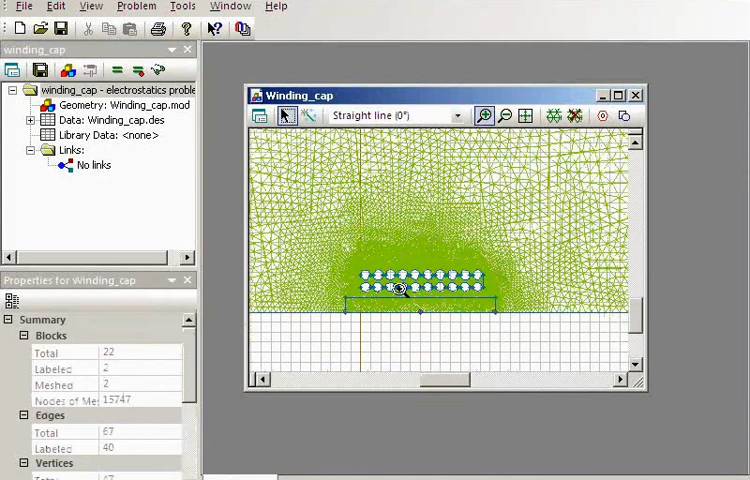 File Edit View Problem Tools Window Help
winding_cap
winding_cap - electrostatics proble
Geometry: Winding_cap.mod
Data: Winding_cap.des
Library Data: <none>
Links:
No links
Properties for Winding_cap
Summary
Blocks
Total 22
Labeled 2
Meshed 2
Nodes of Me 15747
Edges
Total 67
Labeled 40
Vertices
Total 47
Winding_cap
Straight line (0°)